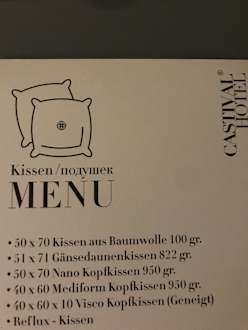 CASTIVAL®
HOTEL
Kissen/подушек
MENU
• 50 x 70 Kissen aus Baumwolle 100 gr.
• 51 x 71 Gänsedaunenkissen 822 gr.
• 50 x 70 Nano Kopfkissen 950 gr.
• 40 x 60 Mediform Kopfkissen 950 gr.
• 40 x 60 x 10 Visco Kopfkissen (Geneigt)
• Reflux - Kissen